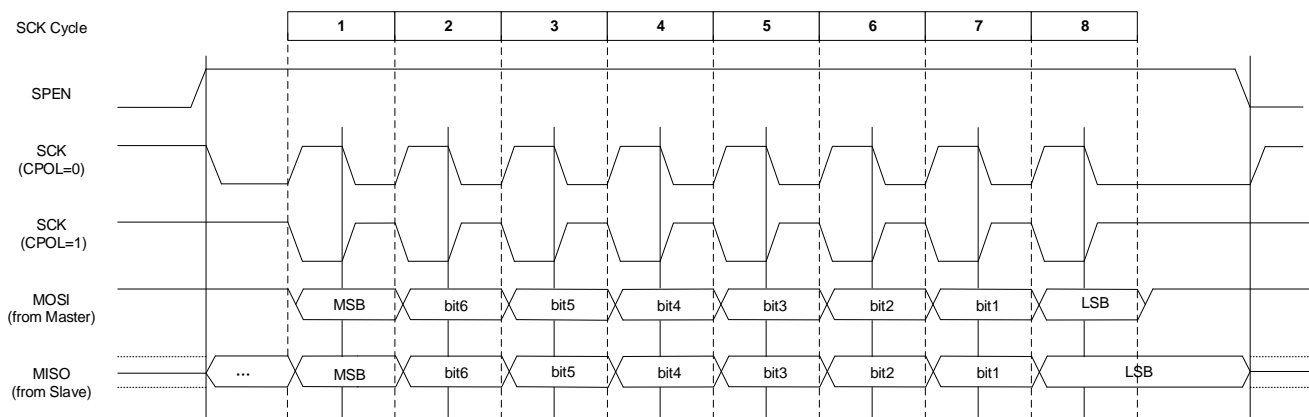 SCK Cycle 1 2 3 4 5 6 7 8
SPEN
SCK
(CPOL=0)
SCK
(CPOL=1)
MOSI
(from Master)
MSB bit6 bit5 bit4 bit3 bit2 bit1 LSB
MISO
(from Slave)
... MSB bit6 bit5 bit4 bit3 bit2 bit1 LSB